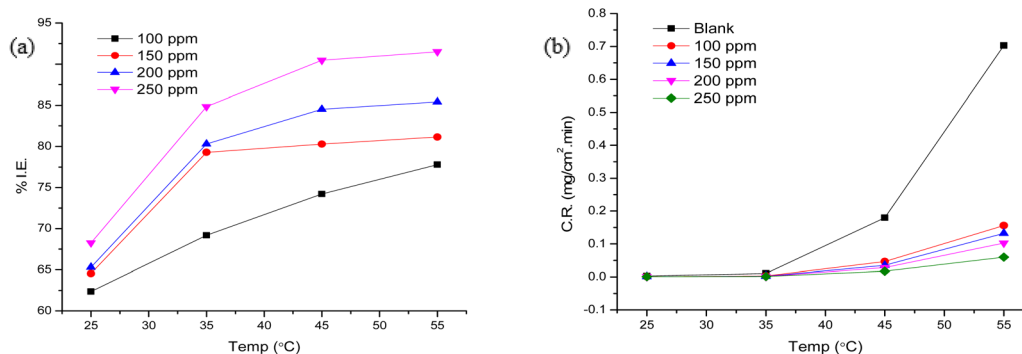 (a)
100 ppm
150 ppm
200 ppm
250 ppm
% I.E.
95
90
85
80
75
70
65
60
25 30 35 40 45 50 55
Temp (°C)
(b)
Blank
100 ppm
150 ppm
200 ppm
250 ppm
C.R. (mg/cm².min)
0.8
0.7
0.6
0.5
0.4
0.3
0.2
0.1
0.0
-0.1
25 30 35 40 45 50 55
Temp (°C)